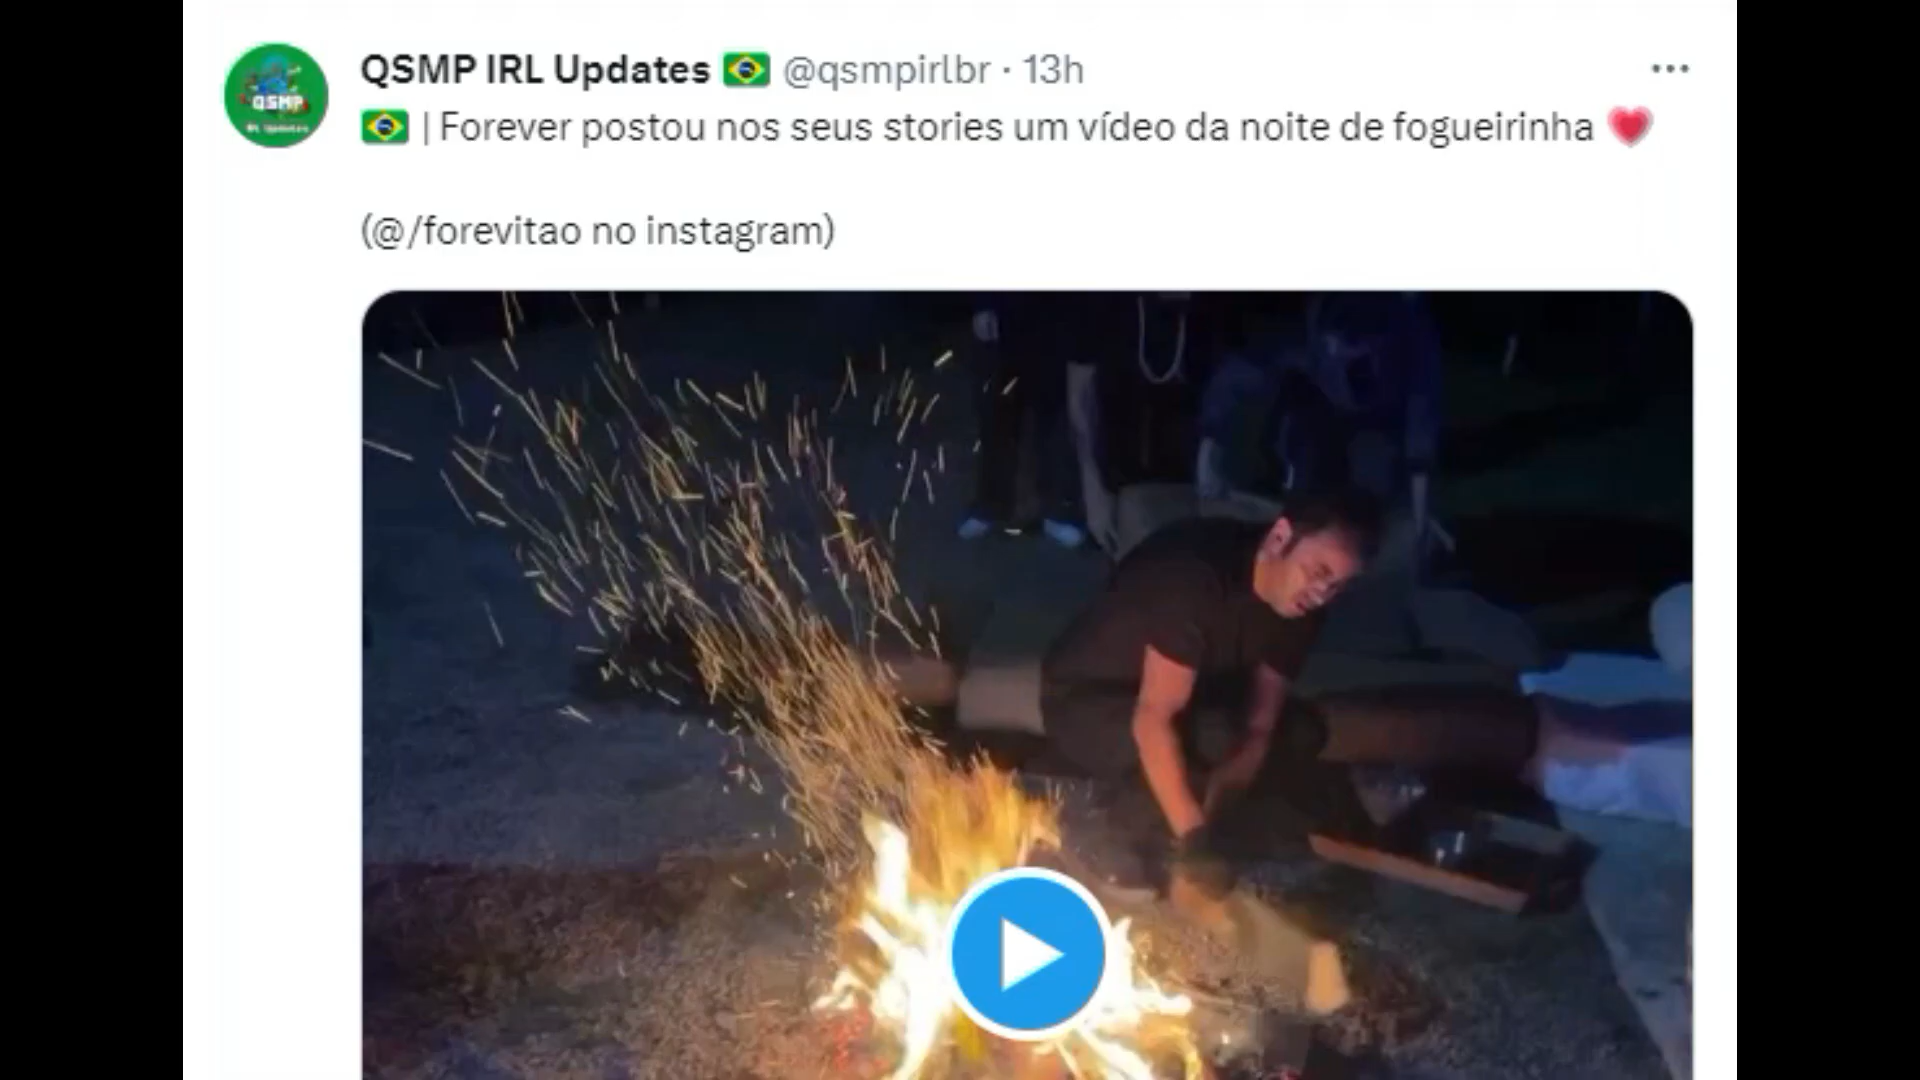 QSMP IRL Updates 🇧🇷 @qsmpirlbr · 13h
🇧🇷 | Forever postou nos seus stories um vídeo da noite de fogueirinha 💗
(@/forevitao no instagram)
QSMP